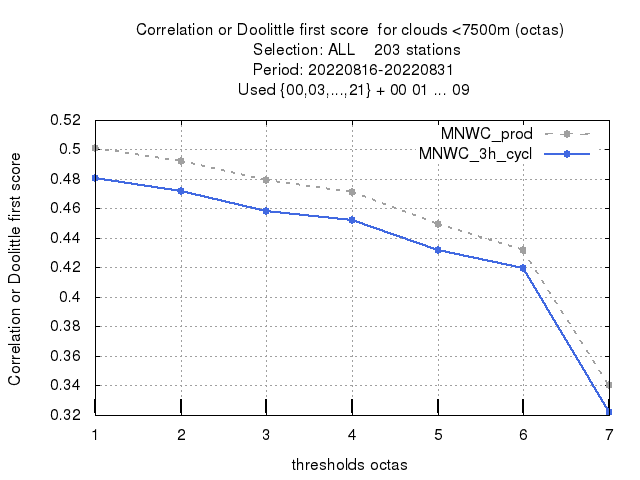 Correlation or Doolittle first score  for clouds <7500m (octas)
Selection: ALL    203 stations
Period: 20220816-20220831
Used {00,03,...,21} + 00 01 ... 09
MNWC_prod
MNWC_3h_cycl
Correlation or Doolittle first score
0.52
0.5
0.48
0.46
0.44
0.42
0.4
0.38
0.36
0.34
0.32
1 2 3 4 5 6 7
thresholds octas